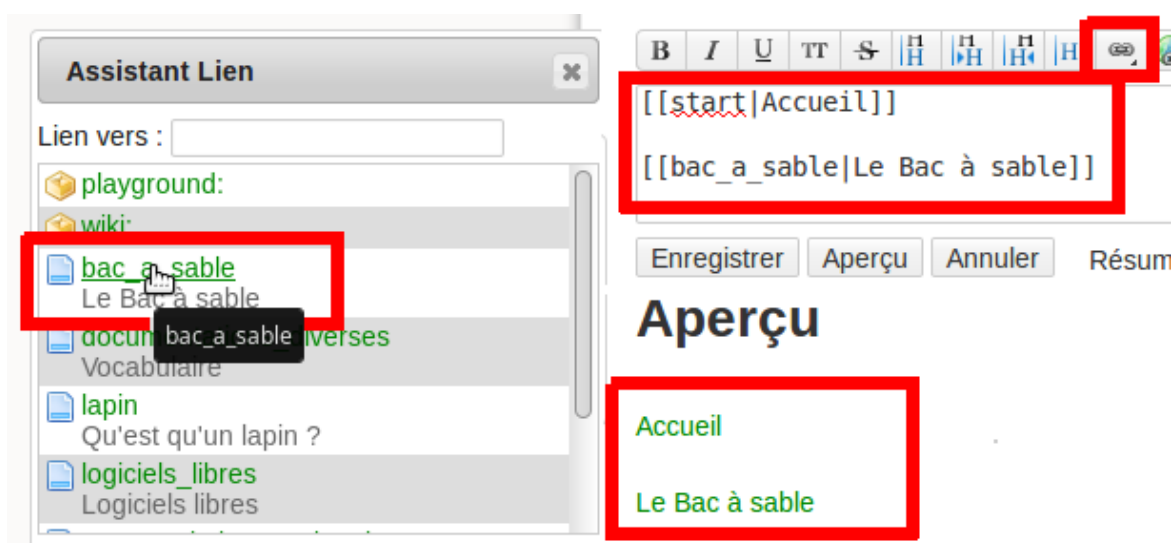 Assistant Lien
Lien vers :
playground:
wiki:
bac_a_sable
Le Bac à sable
bac_a_sable
Vocabulaire
lapin
Qu'est qu'un lapin ?
logiciels_libres
Logiciels libres
B I U TT S H H H H
[[start|Accueil]]
[[bac_a_sable|Le Bac à sable]]
Enregistrer Aperçu Annuler Résum
Aperçu
Accueil
Le Bac à sable